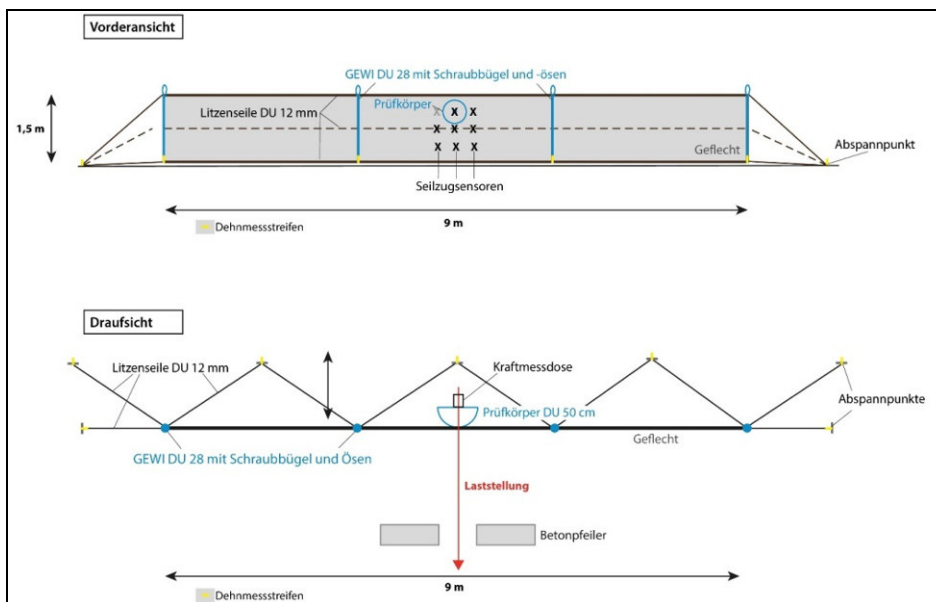 Vorderansicht
GEWI DU 28 mit Schraubbügel und -ösen
Prüfkörper
Litzenseile DU 12 mm
x x x
1,5 m
x x x
Geflecht
Abspannpunkt
x x x
Seilzugsensoren
9 m
Dehnmessstreifen
Draufsicht
Kraftmessdose
Litzenseile DU 12 mm
Abspannpunkte
Prüfkörper DU 50 cm
Geflecht
GEWI DU 28 mit Schraubbügel und Ösen
Laststellung
Betonpfeiler
9 m
Dehnmessstreifen